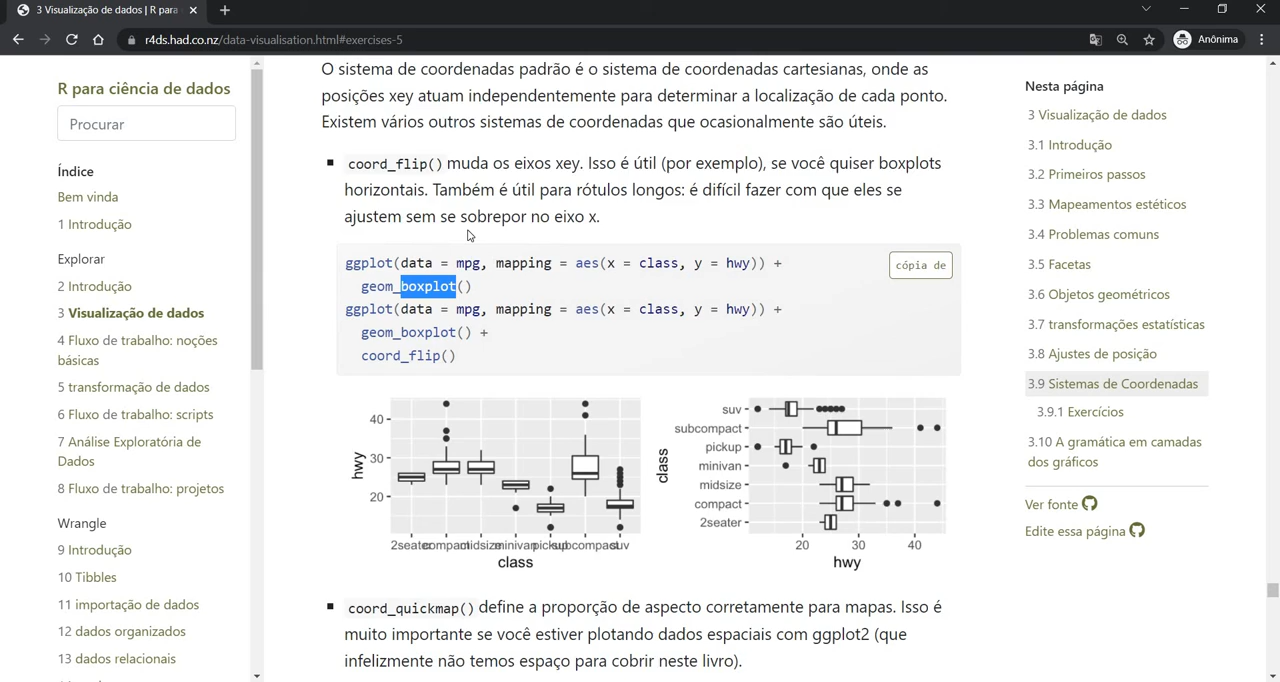 3 Visualização de dados | R para
r4ds.had.co.nz/data-visualisation.html#exercises-5
Anônima
R para ciência de dados
Procurar
Índice
Bem vinda
1 Introdução
Explorar
2 Introdução
3 Visualização de dados
4 Fluxo de trabalho: noções
básicas
5 transformação de dados
6 Fluxo de trabalho: scripts
7 Análise Exploratória de
Dados
8 Fluxo de trabalho: projetos
Wrangle
9 Introdução
10 Tibbles
11 importação de dados
12 dados organizados
13 dados relacionais
O sistema de coordenadas padrão é o sistema de coordenadas cartesianas, onde as
posições xey atuam independentemente para determinar a localização de cada ponto.
Existem vários outros sistemas de coordenadas que ocasionalmente são úteis.
coord_flip() muda os eixos xey. Isso é útil (por exemplo), se você quiser boxplots
horizontais. Também é útil para rótulos longos: é difícil fazer com que eles se
ajustem sem se sobrepor no eixo x.
ggplot(data = mpg, mapping = aes(x = class, y = hwy)) +
geom_boxplot()
ggplot(data = mpg, mapping = aes(x = class, y = hwy)) +
geom_boxplot() +
coord_flip()
cópia de
hwy
40
30
20
2seater compact midsize minivan pickup subcompact suv
class
class
suv
subcompact
pickup
minivan
midsize
compact
2seater
20 30 40
hwy
coord_quickmap() define a proporção de aspecto corretamente para mapas. Isso é
muito importante se você estiver plotando dados espaciais com ggplot2 (que
infelizmente não temos espaço para cobrir neste livro).
Nesta página
3 Visualização de dados
3.1 Introdução
3.2 Primeiros passos
3.3 Mapeamentos estéticos
3.4 Problemas comuns
3.5 Facetas
3.6 Objetos geométricos
3.7 transformações estatísticas
3.8 Ajustes de posição
3.9 Sistemas de Coordenadas
3.9.1 Exercícios
3.10 A gramática em camadas
dos gráficos
Ver fonte
Edite essa página